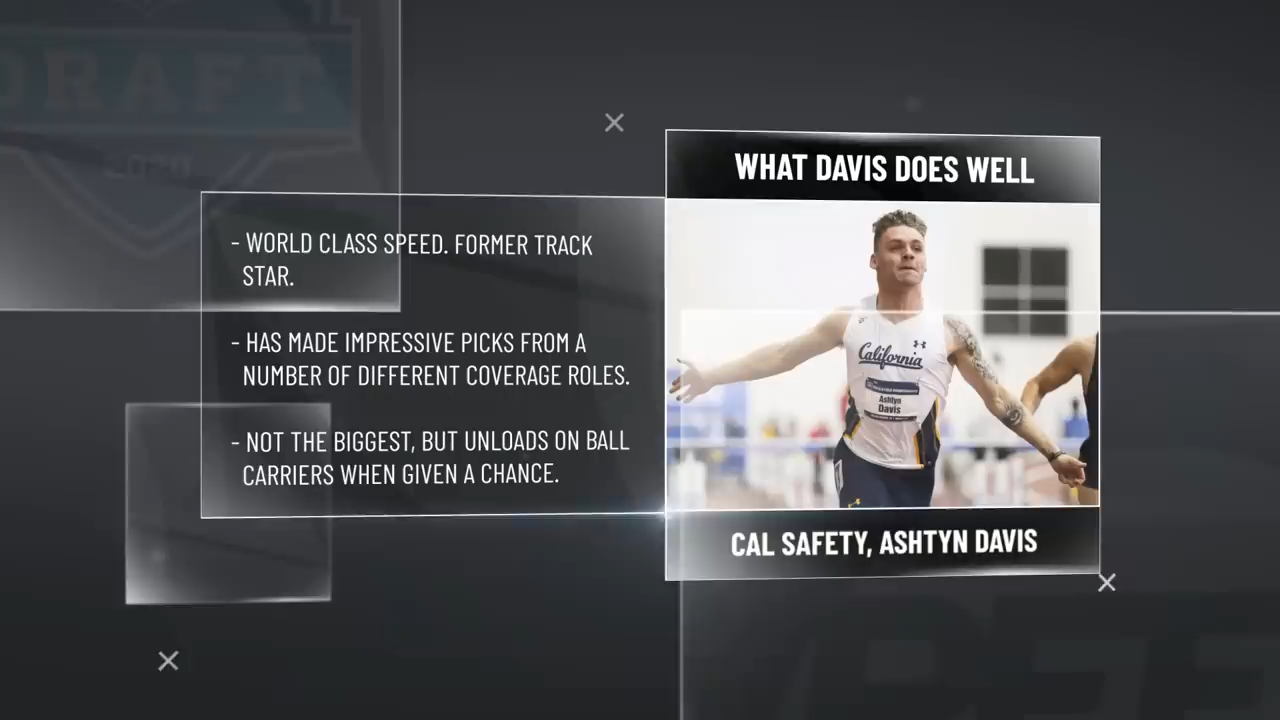 DRAFT
2020
WHAT DAVIS DOES WELL
- WORLD CLASS SPEED. FORMER TRACK
STAR.
- HAS MADE IMPRESSIVE PICKS FROM A
NUMBER OF DIFFERENT COVERAGE ROLES.
- NOT THE BIGGEST, BUT UNLOADS ON BALL
CARRIERS WHEN GIVEN A CHANCE.
California
Ashtyn
Davis
CAL SAFETY, ASHTYN DAVIS